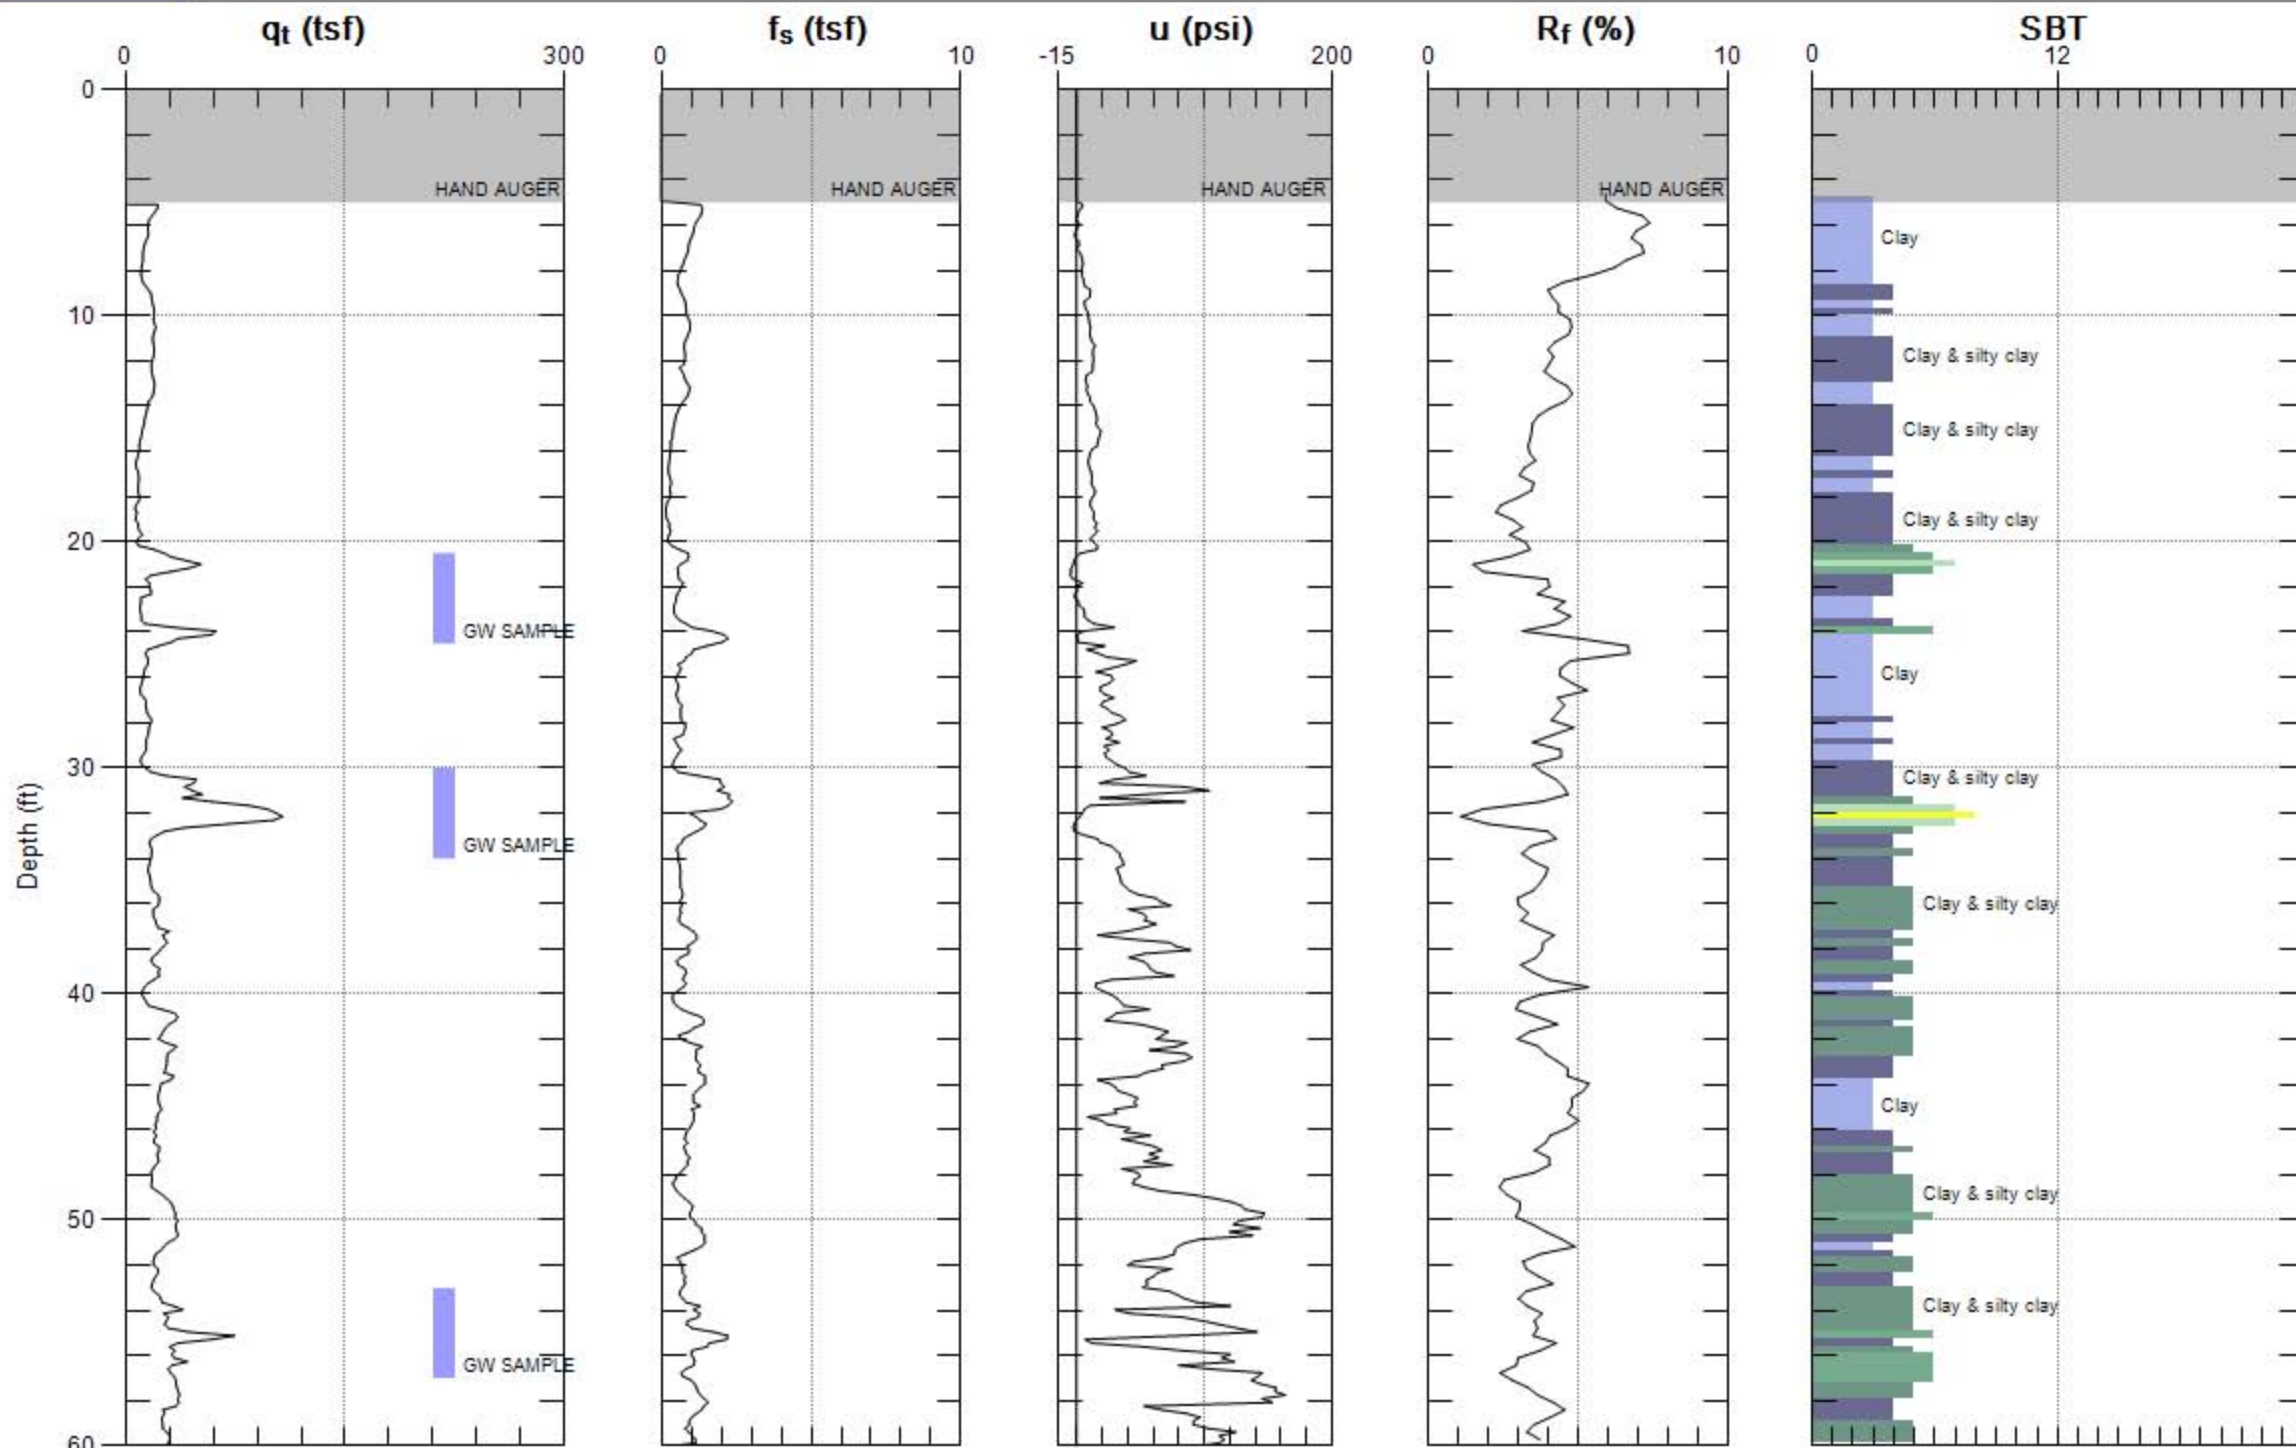 qt (tsf) fs (tsf) u (psi) Rf (%) SBT
0 300 0 10 -15 200 0 10 0 12
0
HAND AUGER HAND AUGER HAND AUGER HAND AUGER
Clay
10
Clay & silty clay
Clay & silty clay
Clay & silty clay
20
GW SAMPLE
Clay
30
Clay & silty clay
Depth (ft)
GW SAMPLE
Clay & silty clay
40
Clay
Clay & silty clay
50
Clay & silty clay
GW SAMPLE
60